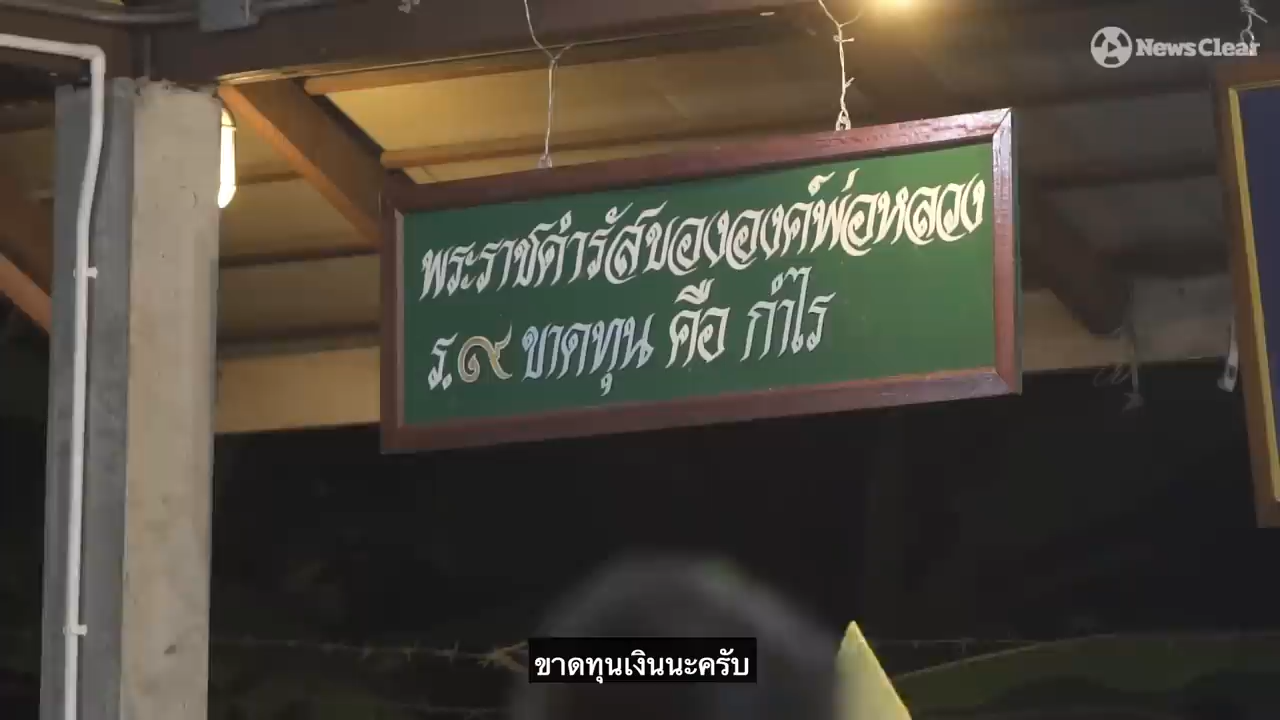 News Clear
พระราชดำรัสขององค์พ่อหลวง
ร.๙ ขาดทุน คือ กำไร
ขาดทุนเงินนะครับ